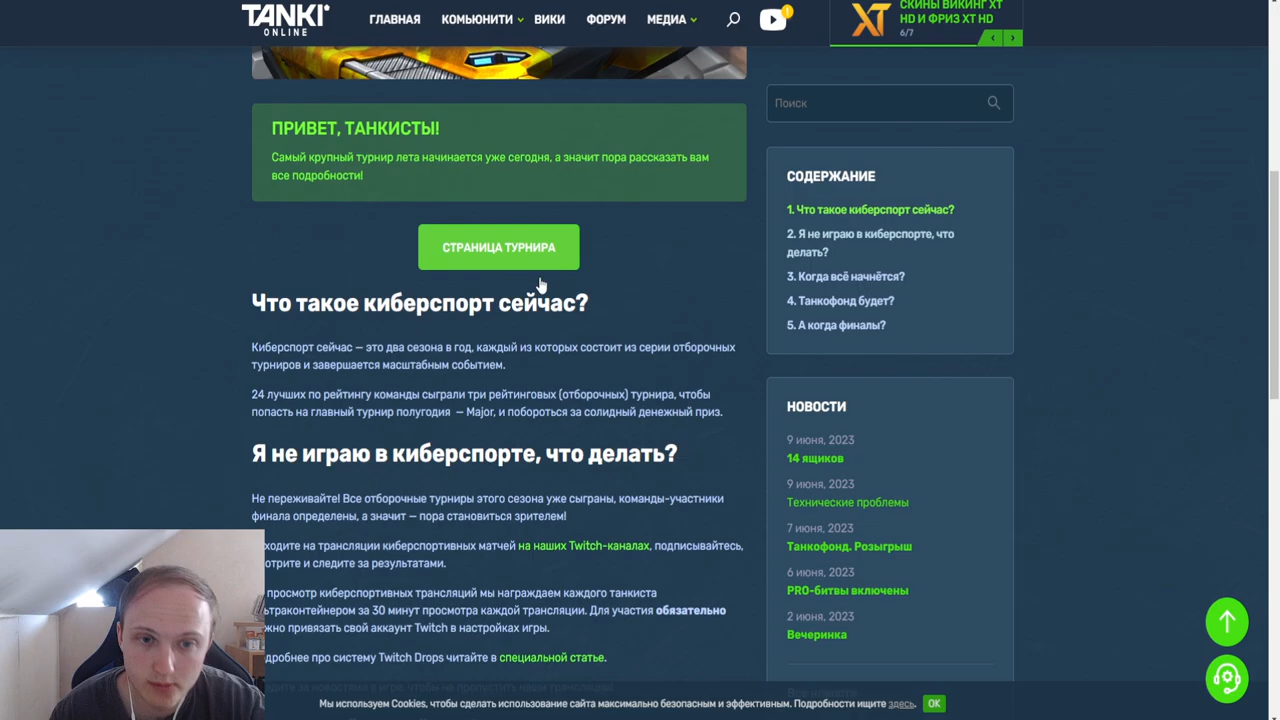 TANKI
ONLINE
ГЛАВНАЯ
КОМЬЮНИТИ
ВИКИ
ФОРУМ
МЕДИА
!
XT
СКИНЫ ВИКИНГ XT
HD И ФРИЗ XT HD
6/7
ПРИВЕТ, ТАНКИСТЫ!
Самый крупный турнир лета начинается уже сегодня, а значит пора рассказать вам
все подробности!
СТРАНИЦА ТУРНИРА
Что такое киберспорт сейчас?
Киберспорт сейчас — это два сезона в год, каждый из которых состоит из серии отборочных
турниров и завершается масштабным событием.
24 лучших по рейтингу команды сыграли три рейтинговых (отборочных) турнира, чтобы
попасть на главный турнир полугодия — Major, и побороться за солидный денежный приз.
Я не играю в киберспорте, что делать?
Не переживайте! Все отборочные турниры этого сезона уже сыграны, команды-участники
финала определены, а значит — пора становиться зрителем!
ходите на трансляции киберспортивных матчей на наших Twitch-каналах, подписывайтесь,
отрите и следите за результатами.
просмотр киберспортивных трансляций мы награждаем каждого танкиста
ьтраконтейнером за 30 минут просмотра каждой трансляции. Для участия обязательно
жно привязать свой аккаунт Twitch в настройках игры.
дробнее про систему Twitch Drops читайте в специальной статье.
Поиск
СОДЕРЖАНИЕ
1. Что такое киберспорт сейчас?
2. Я не играю в киберспорте, что
делать?
3. Когда всё начнётся?
4. Танкофонд будет?
5. А когда финалы?
НОВОСТИ
9 июня, 2023
14 ящиков
9 июня, 2023
Технические проблемы
7 июня, 2023
Танкофонд. Розыгрыш
6 июня, 2023
PRO-битвы включены
2 июня, 2023
Вечеринка
Мы используем Cookies, чтобы сделать использование сайта максимально безопасным и эффективным. Подробности ищите здесь.
OK